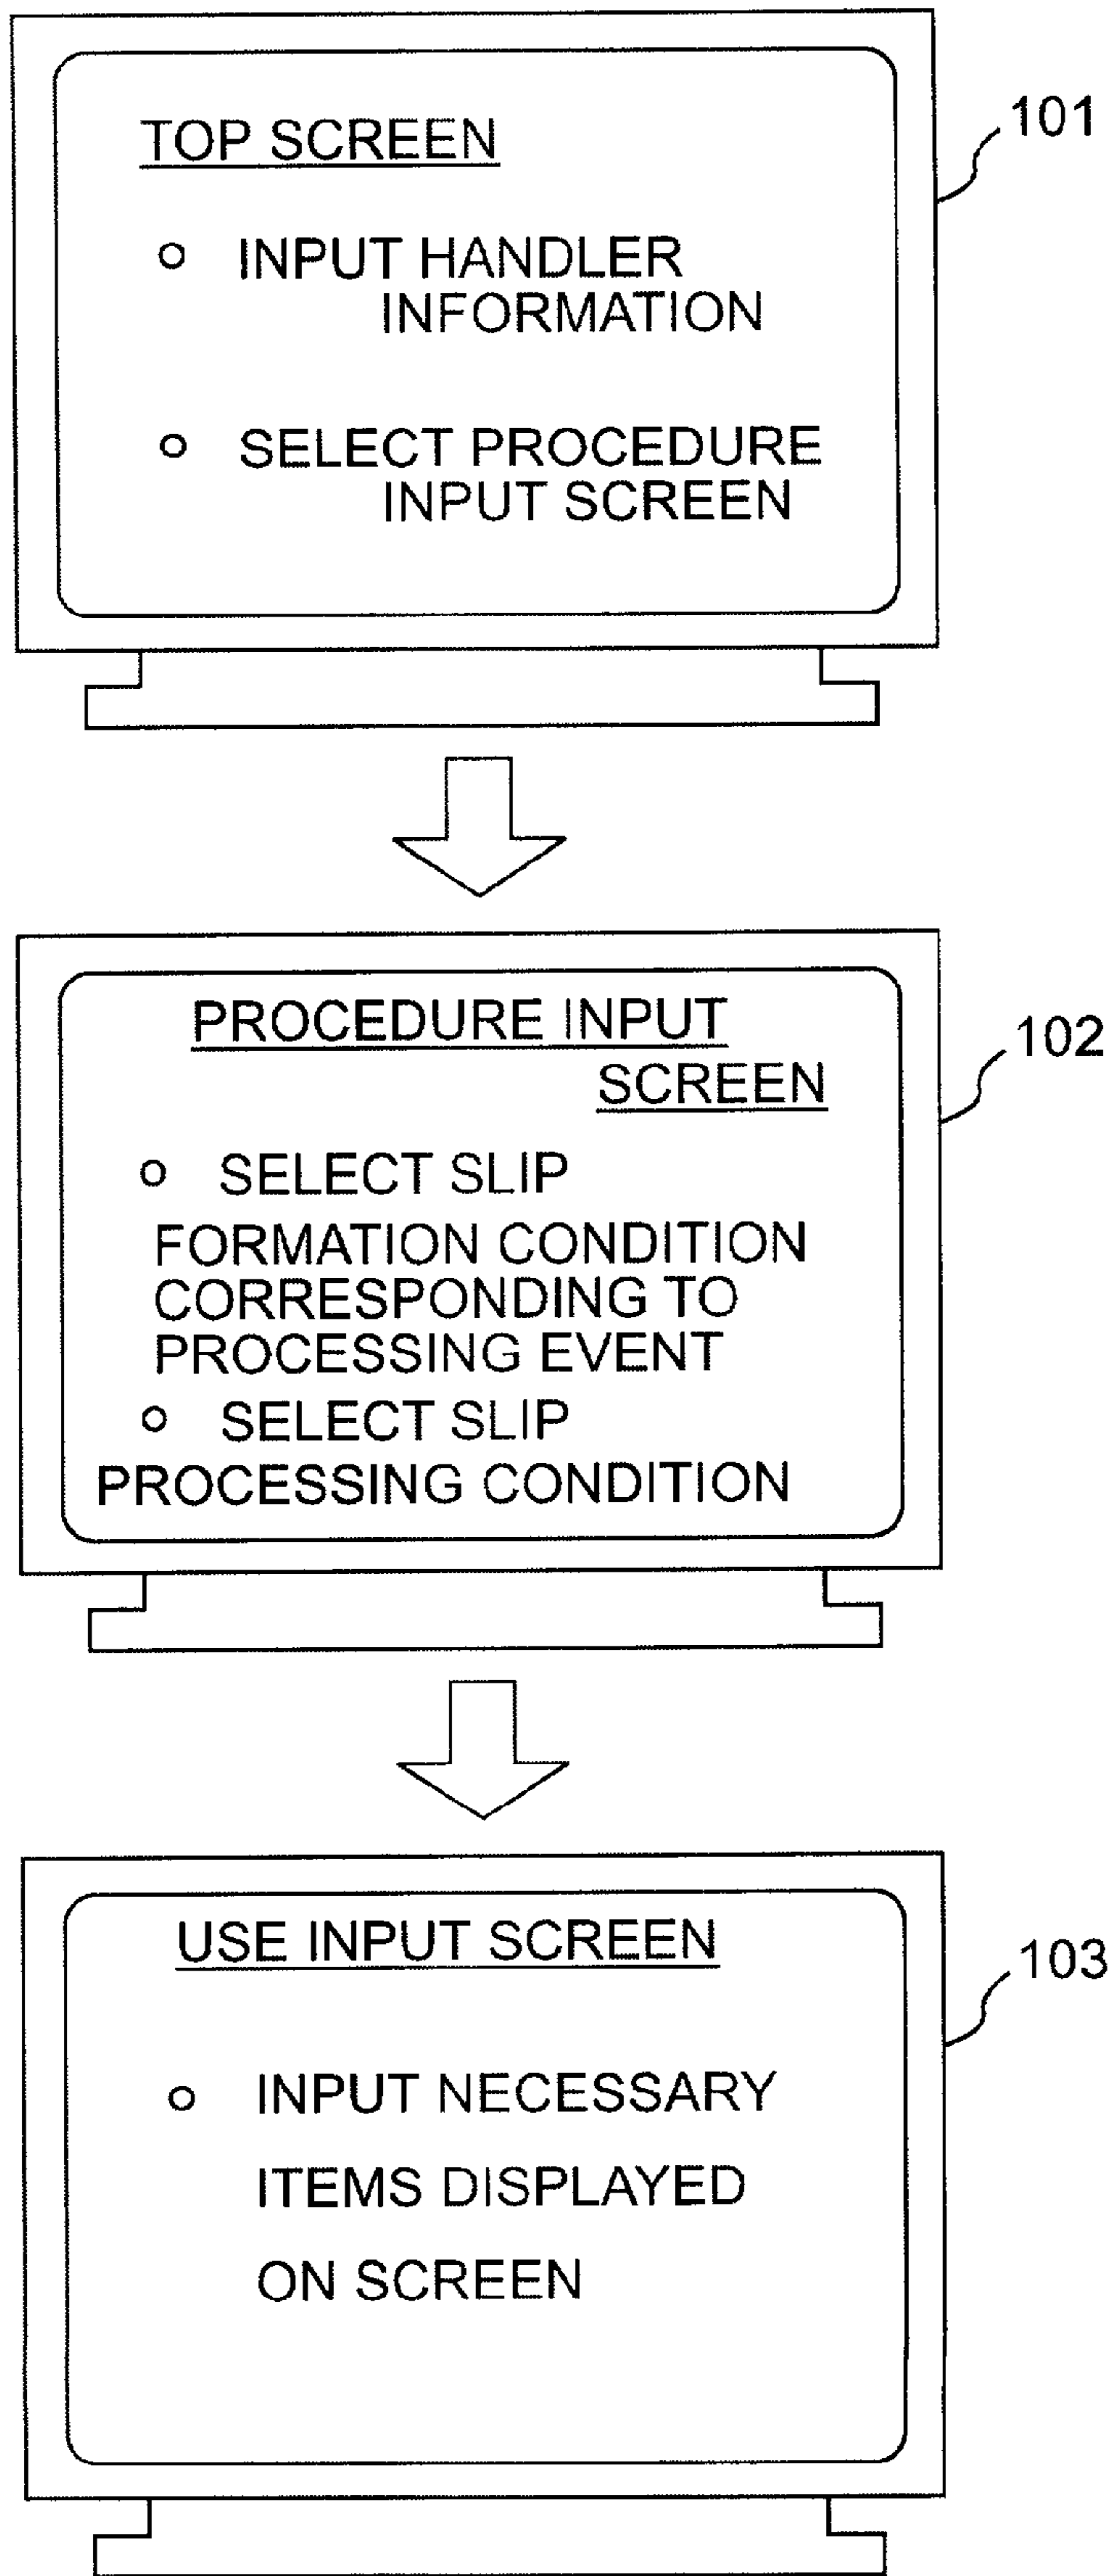 TOP SCREEN
101
○ INPUT HANDLER
INFORMATION
○ SELECT PROCEDURE
INPUT SCREEN
PROCEDURE INPUT
SCREEN
102
○ SELECT SLIP
FORMATION CONDITION
CORRESPONDING TO
PROCESSING EVENT
○ SELECT SLIP
PROCESSING CONDITION
USE INPUT SCREEN
103
○ INPUT NECESSARY
ITEMS DISPLAYED
ON SCREEN